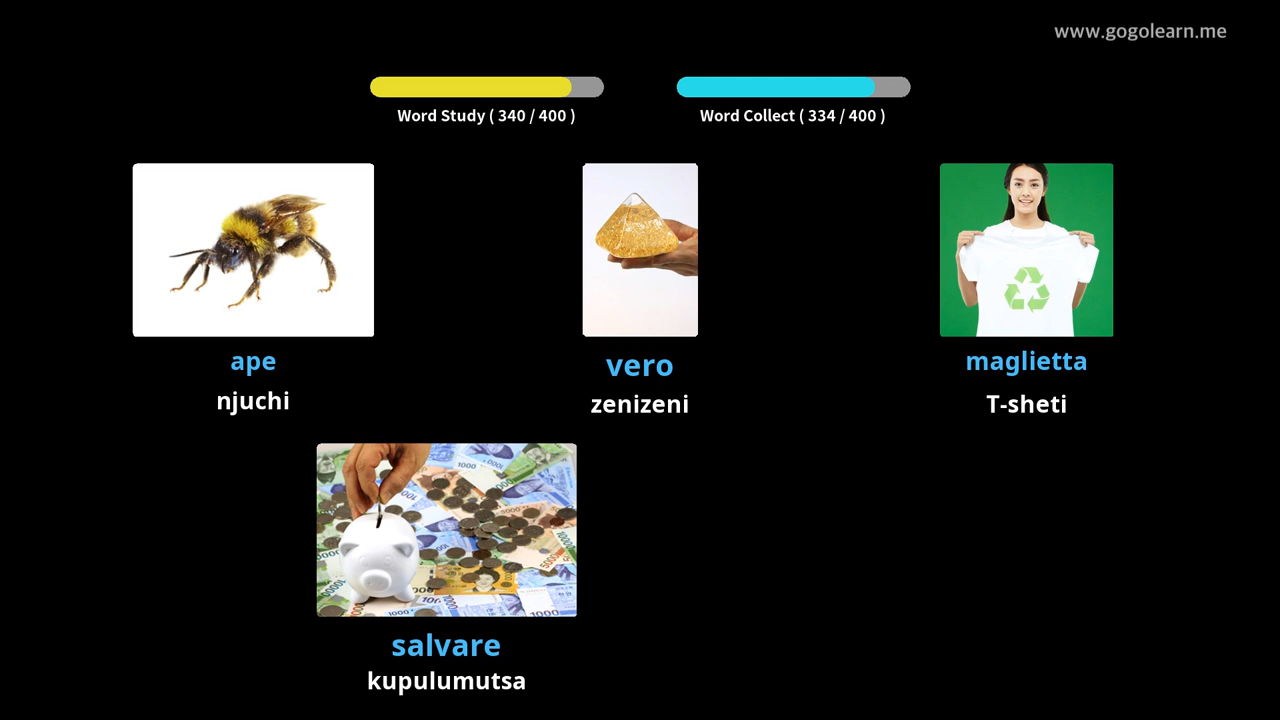 www.gogolearn.me
Word Study ( 340 / 400 )
Word Collect ( 334 / 400 )
ape
njuchi
vero
zenizeni
maglietta
T-sheti
salvare
kupulumutsa